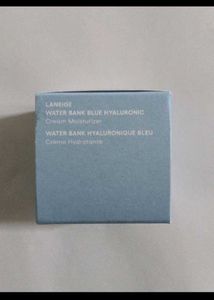 LANEIGE
WATER BANK BLUE HYALURONIC
Cream Moisturizer
WATER BANK HYALURONIQUE BLEU
Crème Hydratante